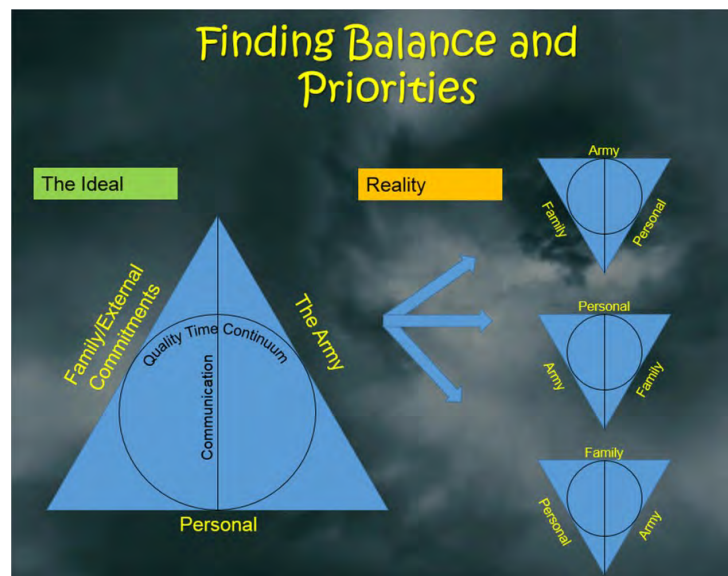 Finding Balance and
Priorities
The Ideal
Reality
Family/External
Commitments
The Army
Quality Time Continuum
Communication
Personal
Army
Family
Personal
Personal
Army
Family
Family
Personal
Army